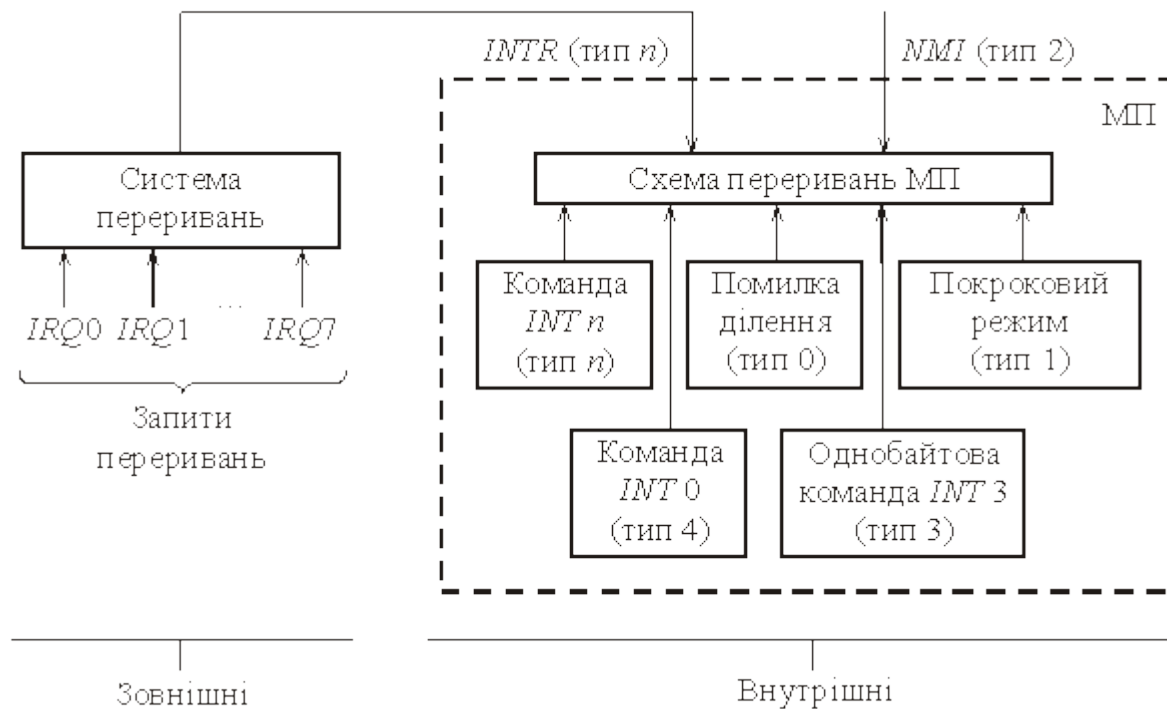 INTR (тип n)
NMI (тип 2)
МП
Система
переривань
Схема переривань МП
IRQ0 IRQ1 ... IRQ7
Запити
переривань
Команда
INT n
(тип n)
Помилка
ділення
(тип 0)
Покроковий
режим
(тип 1)
Команда
INT 0
(тип 4)
Однобайтова
команда INT 3
(тип 3)
Зовнішні
Внутрішні